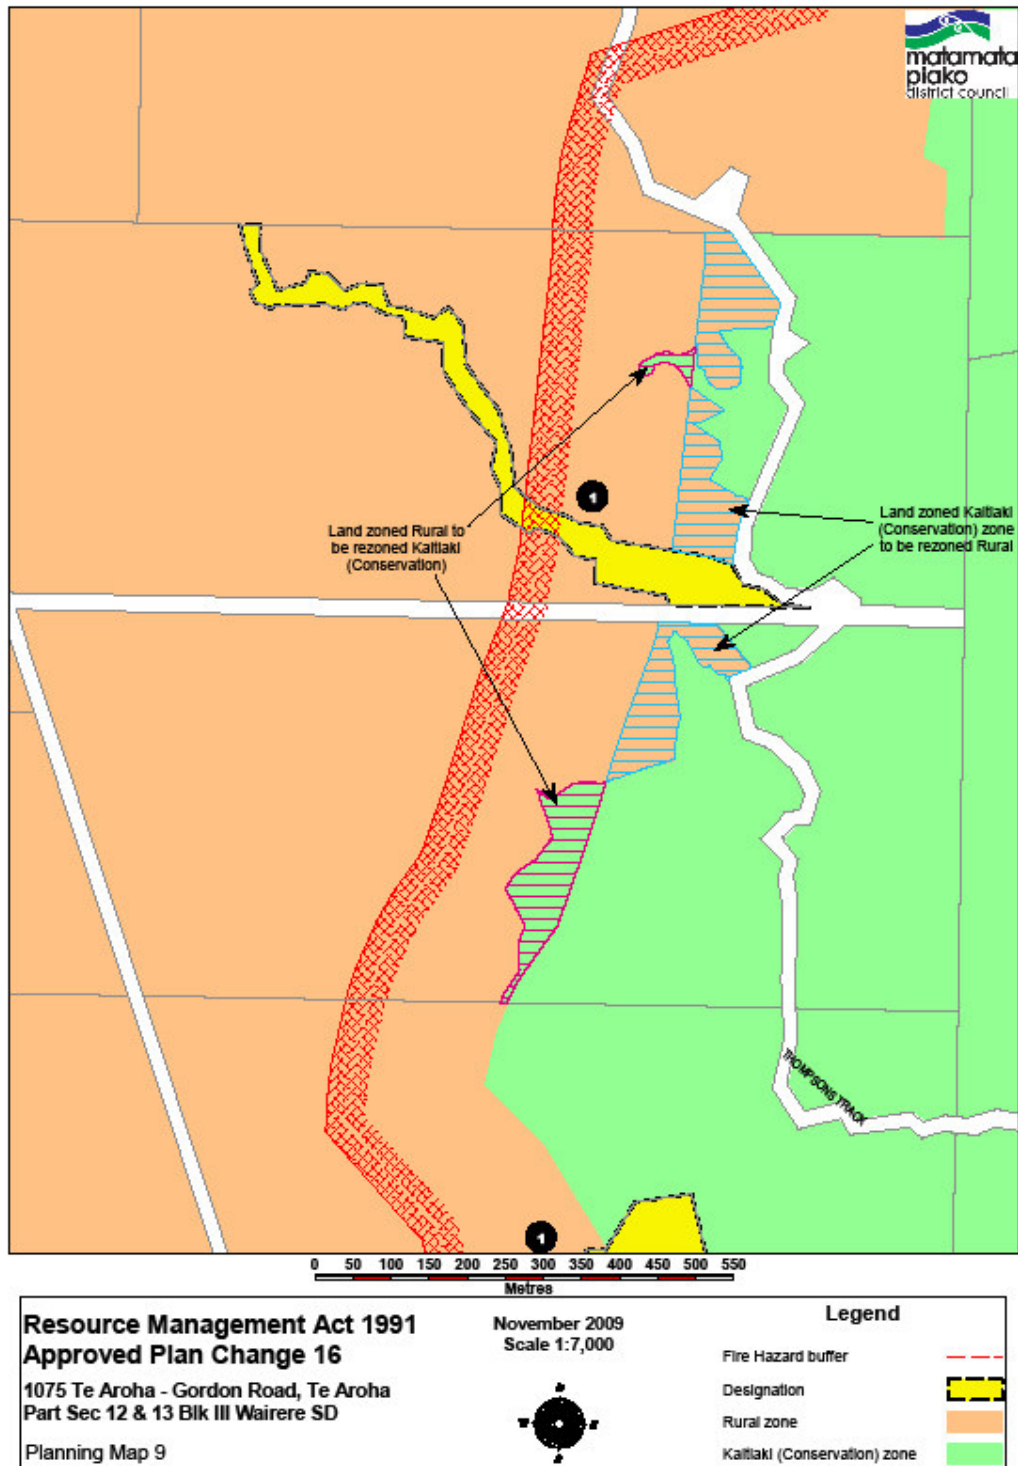 matamata
piako
district council
1
Land zoned Rural to
be rezoned Kaitiaki
(Conservation)
Land zoned Kaitiaki
(Conservation) zone
to be rezoned Rural
THOMPSONS TRACK
1
0 50 100 150 200 250 300 350 400 450 500 550
Metres
Resource Management Act 1991
Approved Plan Change 16
1075 Te Aroha - Gordon Road, Te Aroha
Part Sec 12 & 13 Blk III Wairere SD
Planning Map 9
November 2009
Scale 1:7,000
Legend
Fire Hazard buffer
Designation
Rural zone
Kaitiaki (Conservation) zone